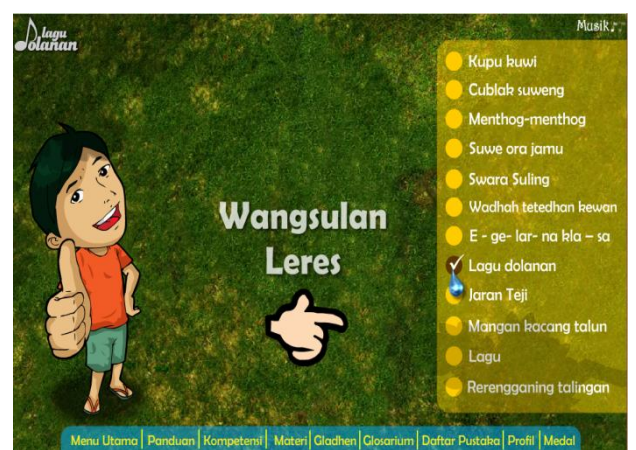 lagu
Dolanan
Musik
Kupu kuwi
Cublak suweng
Menthog-menthog
Suwe ora jamu
Swara Suling
Wadhah tetedhan kewan
E - ge- lar- na kla – sa
Lagu dolanan
Jaran Teji
Mangan kacang talun
Lagu
Rerengganing talingan
Wangsulan
Leres
Menu Utama | Panduan | Kompetensi | Materi | Gladhen | Glosarium | Daftar Pustaka | Profil | Medal